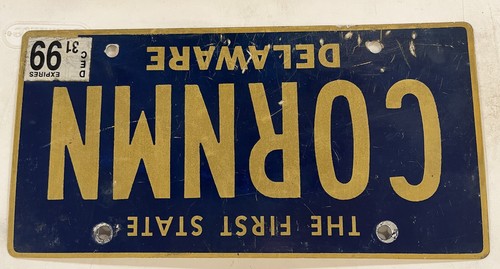 THE FIRST STATE
CORNMN
DELAWARE
DEC 31
EXPIRES
99